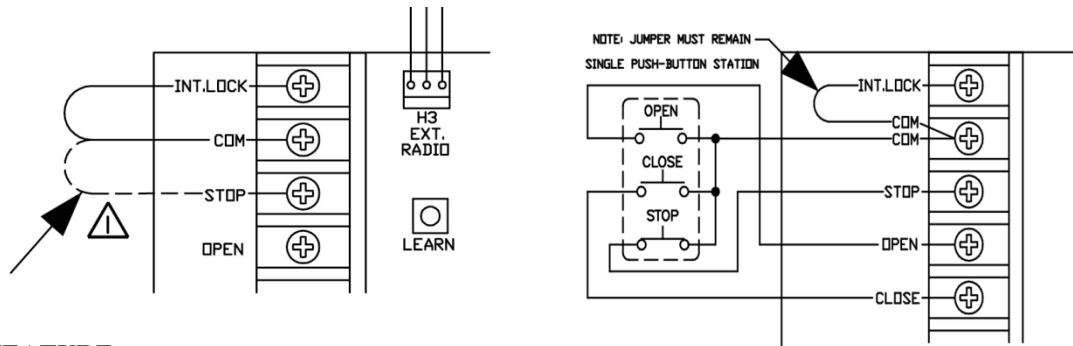 INT.LOCK
COM
STOP
OPEN
H3
EXT.
RADIO
LEARN
NOTE: JUMPER MUST REMAIN
SINGLE PUSH-BUTTON STATION
OPEN
CLOSE
STOP
INT.LOCK
COM
COM
STOP
OPEN
CLOSE